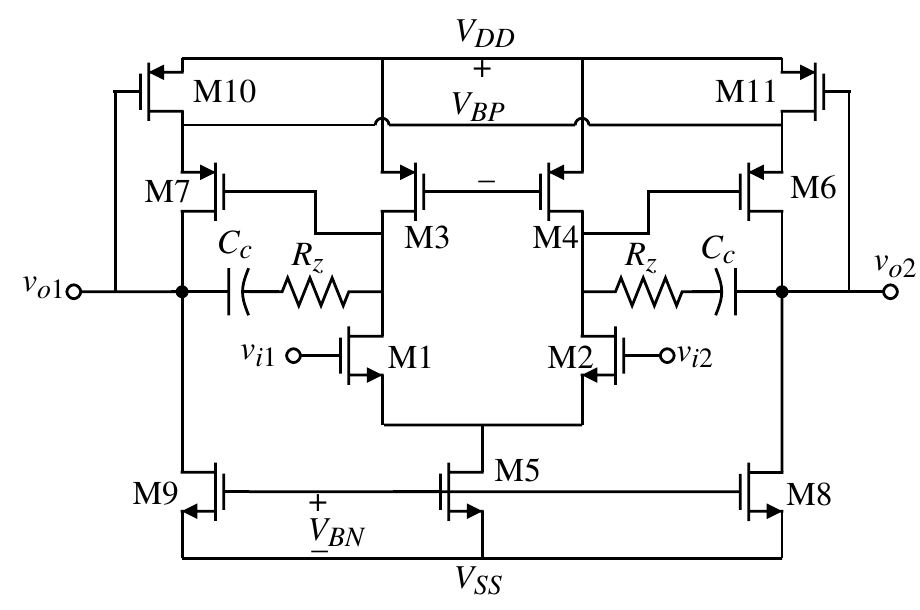 V_DD
+
M10 M11
V_BP
M7 − M6
M3 M4
C_c R_z R_z C_c
v_o1 v_o2
v_i1 M1 M2 v_i2
M9 M5 M8
+
V_BN
−
V_SS